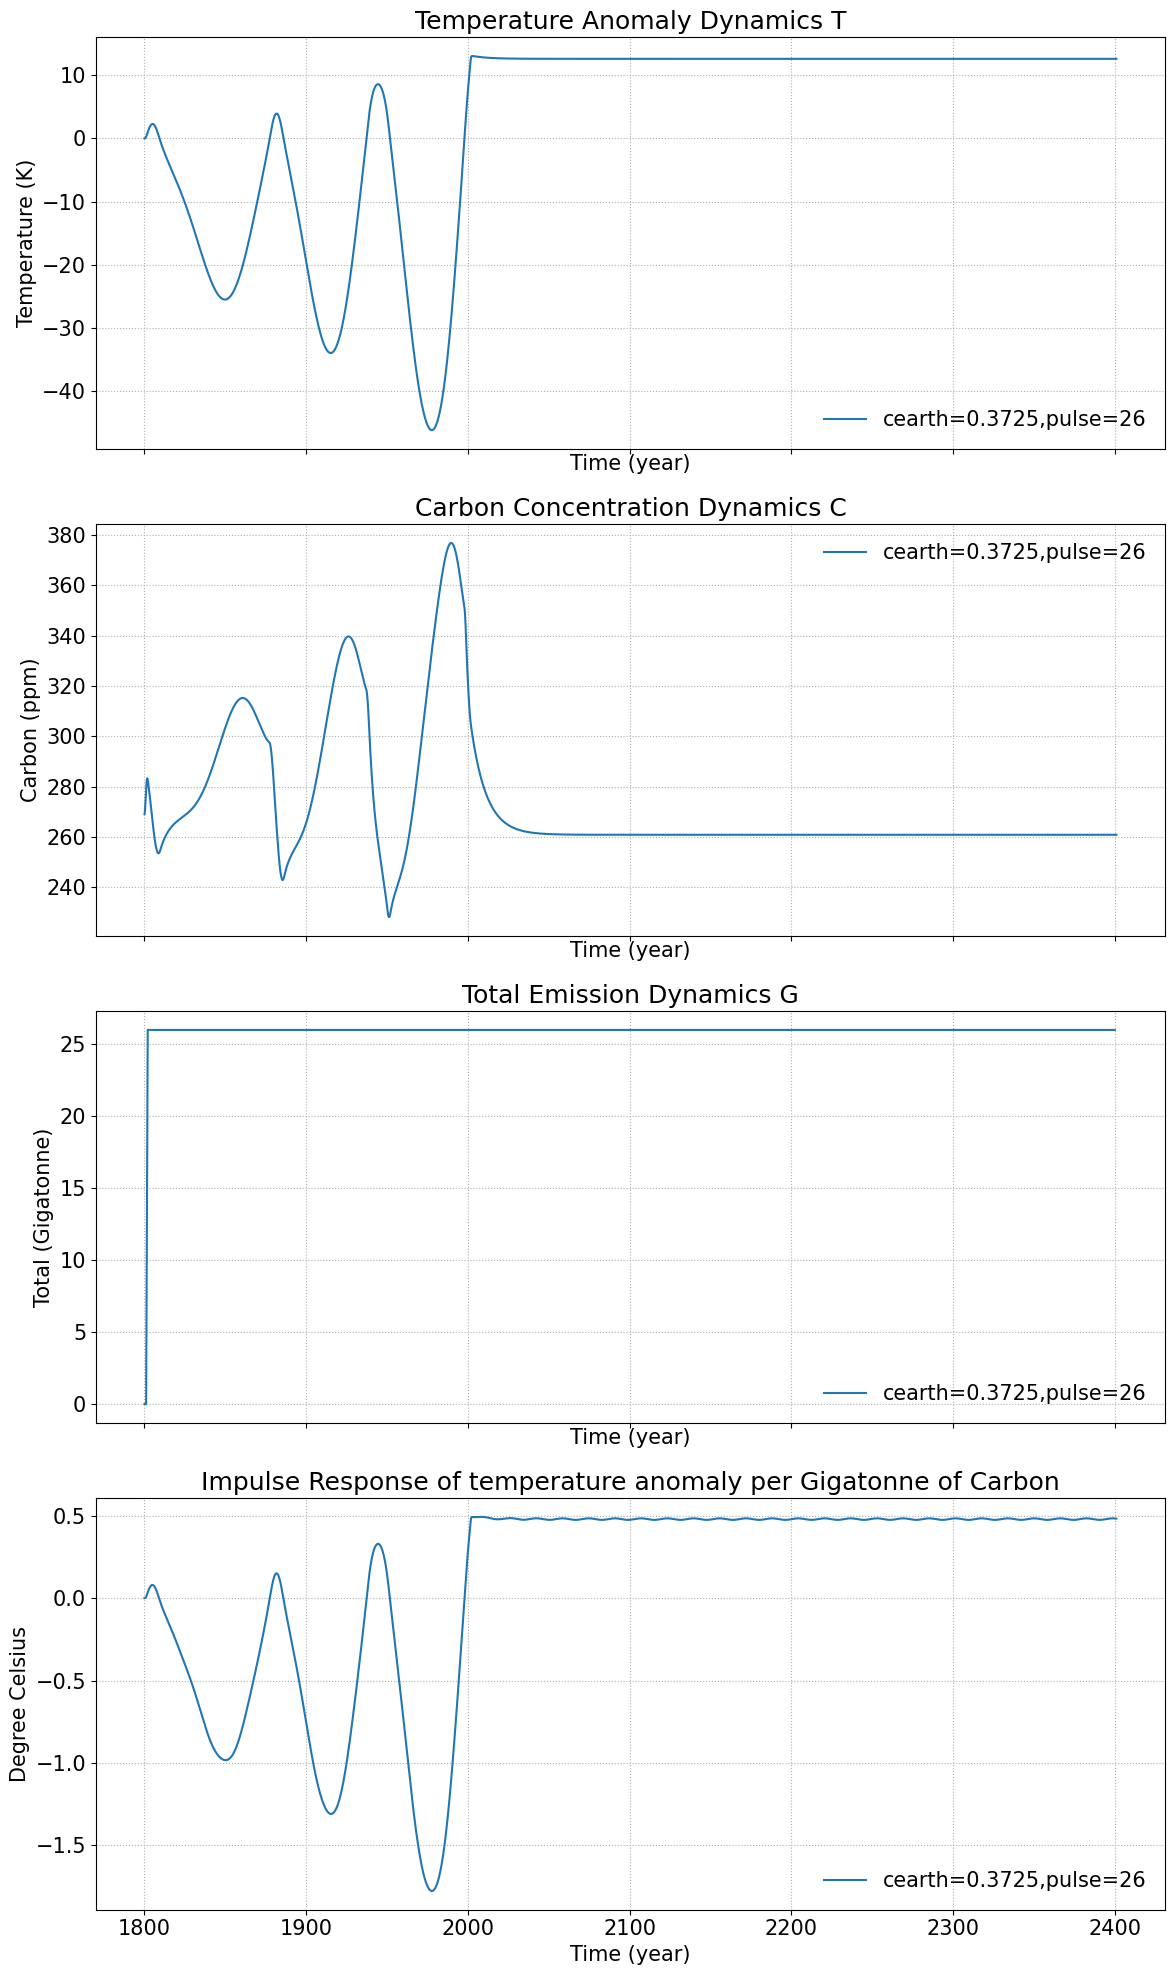 Temperature Anomaly Dynamics T
10
0
−10
−20
−30
−40
Temperature (K)
cearth=0.3725,pulse=26
Time (year)
Carbon Concentration Dynamics C
380
360
340
320
300
280
260
240
Carbon (ppm)
cearth=0.3725,pulse=26
Time (year)
Total Emission Dynamics G
25
20
15
10
5
0
Total (Gigatonne)
cearth=0.3725,pulse=26
Time (year)
Impulse Response of temperature anomaly per Gigatonne of Carbon
0.5
0.0
−0.5
−1.0
−1.5
Degree Celsius
cearth=0.3725,pulse=26
1800 1900 2000 2100 2200 2300 2400
Time (year)